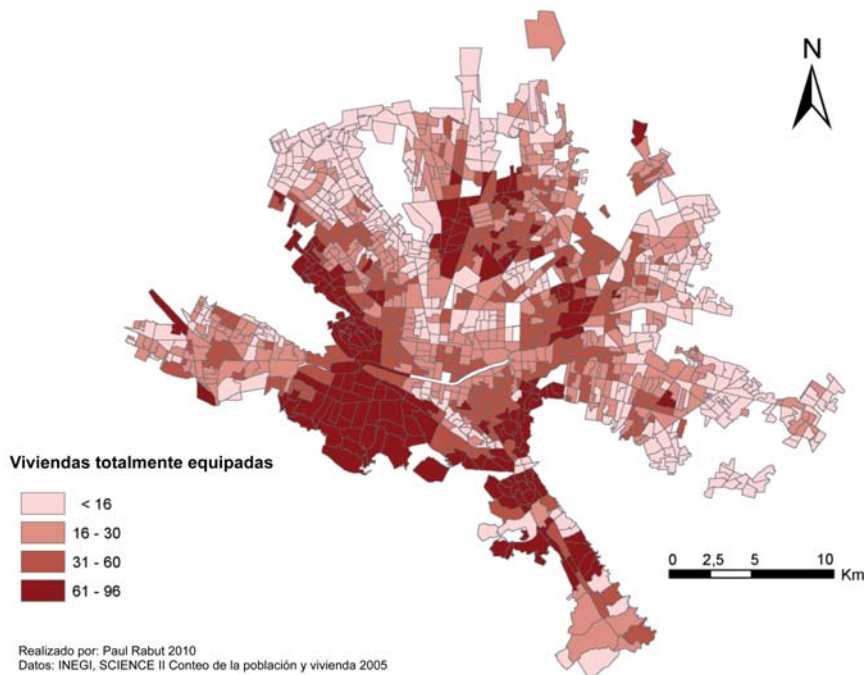 N
Viviendas totalmente equipadas
< 16
16 - 30
31 - 60
61 - 96
0 2,5 5 10
Km
Realizado por: Paul Rabut 2010
Datos: INEGI, SCIENCE II Conteo de la población y vivienda 2005